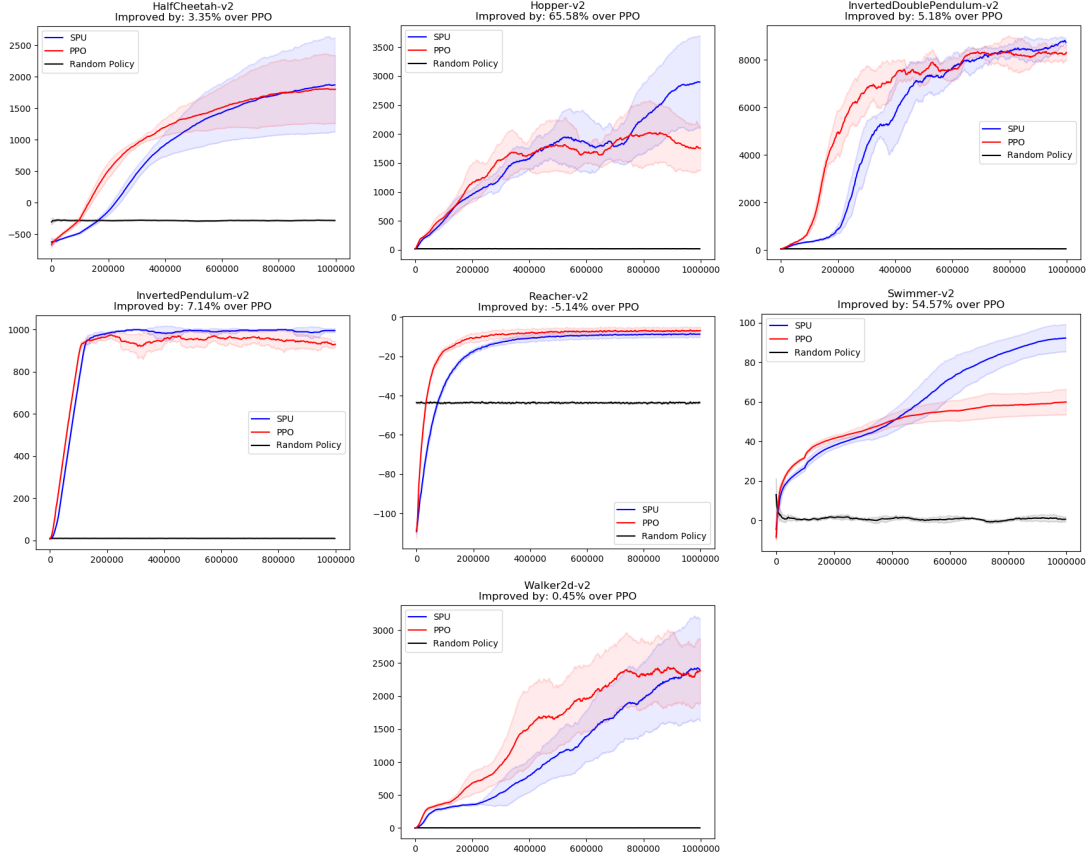 HalfCheetah-v2
Improved by: 3.35% over PPO
SPU
PPO
Random Policy
2500
2000
1500
1000
500
0
−500
0 200000 400000 600000 800000 1000000
Hopper-v2
Improved by: 65.58% over PPO
SPU
PPO
Random Policy
3500
3000
2500
2000
1500
1000
500
0
0 200000 400000 600000 800000 1000000
InvertedDoublePendulum-v2
Improved by: 5.18% over PPO
8000
6000
4000
2000
0
SPU
PPO
Random Policy
0 200000 400000 600000 800000 1000000
InvertedPendulum-v2
Improved by: 7.14% over PPO
1000
800
600
400
200
0
SPU
PPO
Random Policy
0 200000 400000 600000 800000 1000000
Reacher-v2
Improved by: -5.14% over PPO
0
−20
−40
−60
−80
−100
SPU
PPO
Random Policy
0 200000 400000 600000 800000 1000000
Swimmer-v2
Improved by: 54.57% over PPO
SPU
PPO
Random Policy
100
80
60
40
20
0
0 200000 400000 600000 800000 1000000
Walker2d-v2
Improved by: 0.45% over PPO
SPU
PPO
Random Policy
3000
2500
2000
1500
1000
500
0
0 200000 400000 600000 800000 1000000